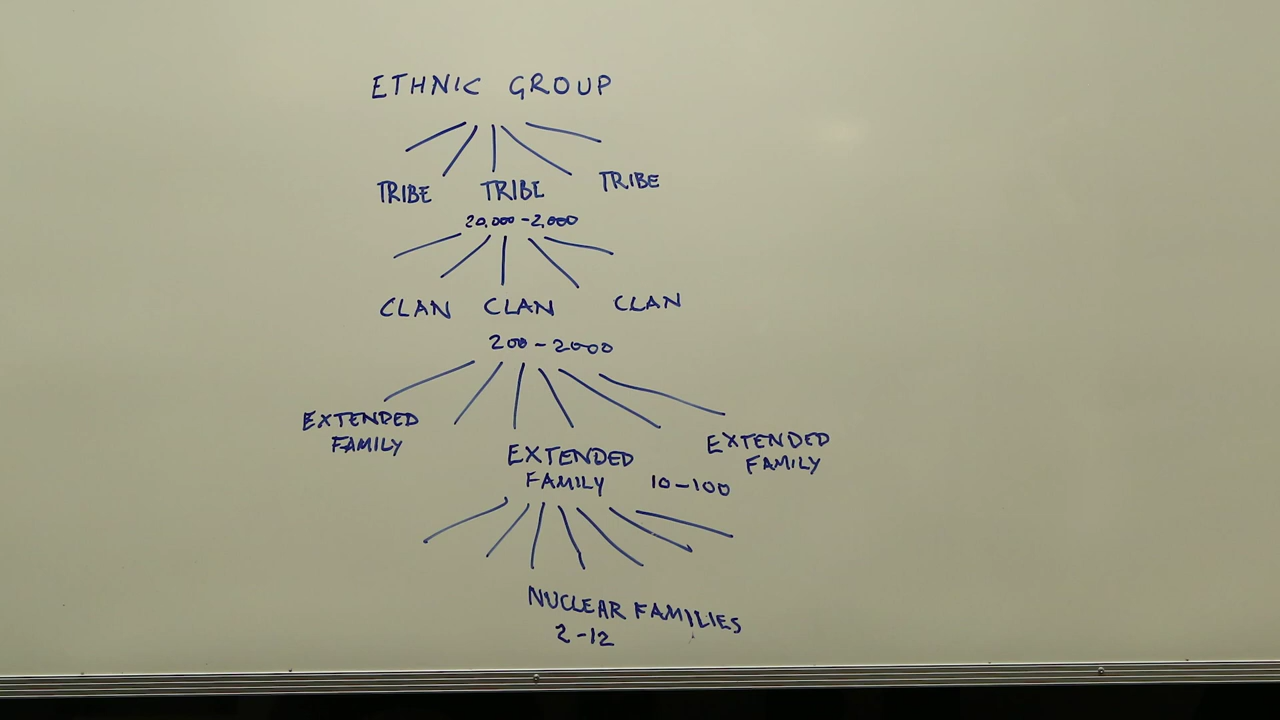 ETHNIC GROUP
TRIBE TRIBE TRIBE
20,000-2,000
CLAN CLAN CLAN
200-2000
EXTENDED
FAMILY
EXTENDED
FAMILY
10-100
EXTENDED
FAMILY
NUCLEAR FAMILIES
2-12